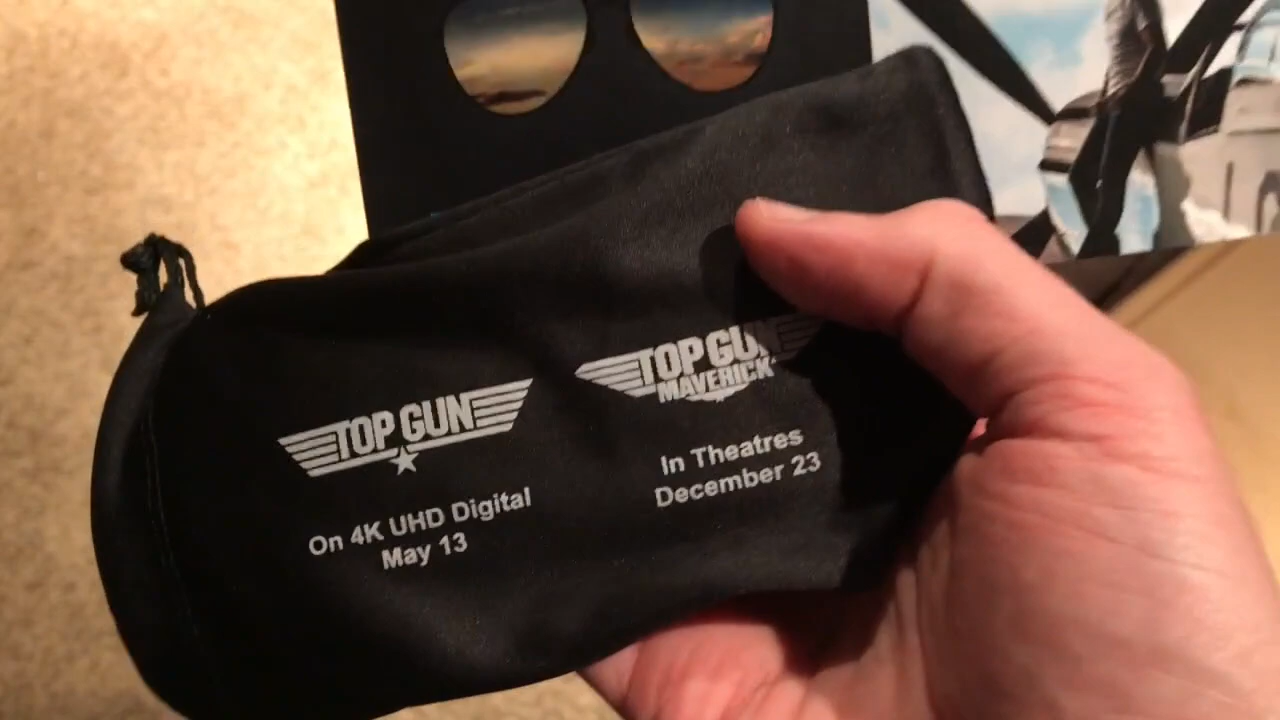 TOP GUN
On 4K UHD Digital
May 13
TOP GUN
MAVERICK
In Theatres
December 23